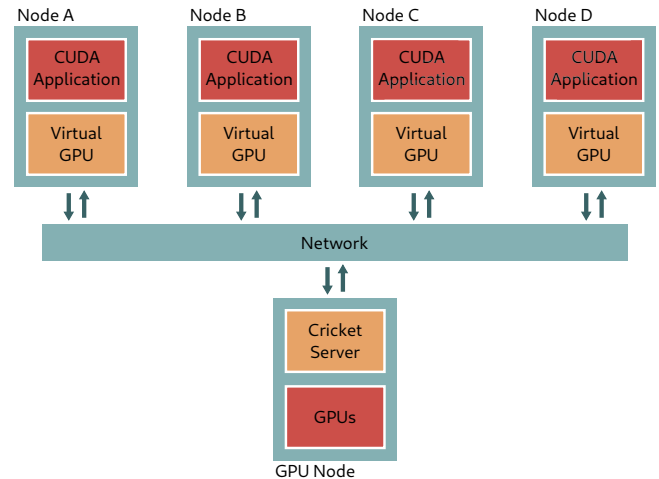 Node A
CUDA
Application
Virtual
GPU
Node B
CUDA
Application
Virtual
GPU
Node C
CUDA
Application
Virtual
GPU
Node D
CUDA
Application
Virtual
GPU
Network
Cricket
Server
GPUs
GPU Node